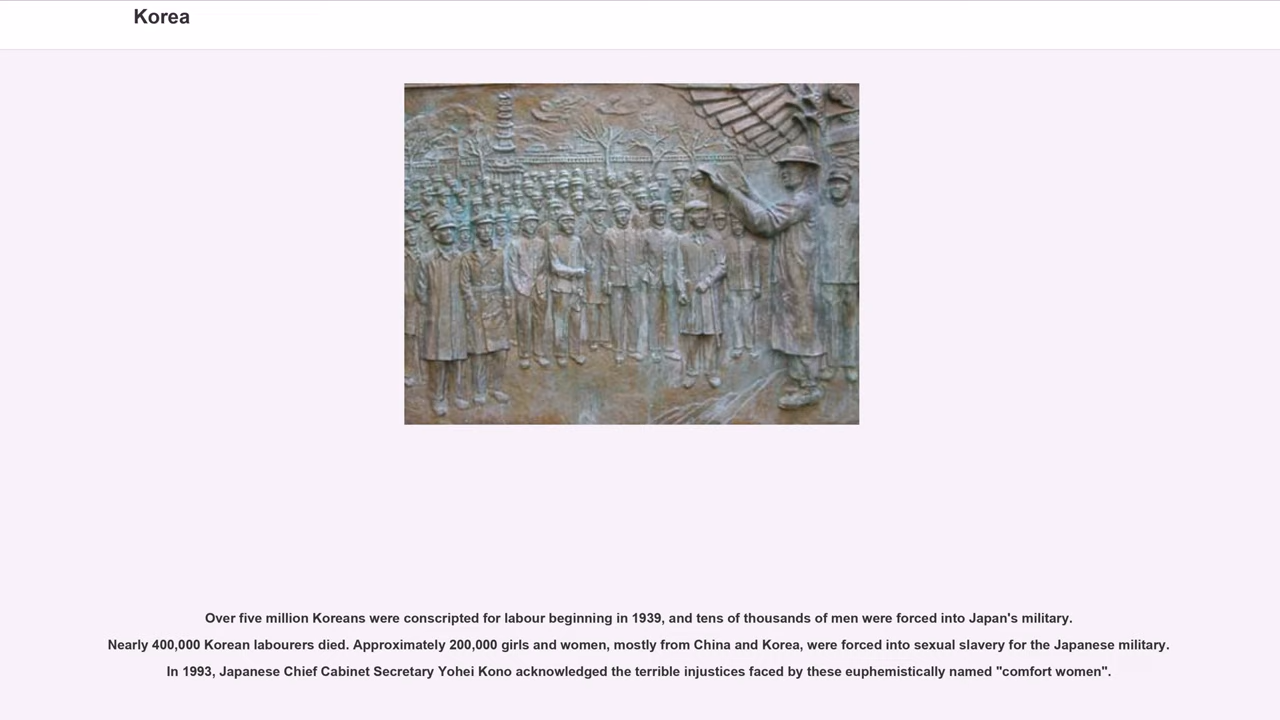 Korea
Over five million Koreans were conscripted for labour beginning in 1939, and tens of thousands of men were forced into Japan's military.
Nearly 400,000 Korean labourers died. Approximately 200,000 girls and women, mostly from China and Korea, were forced into sexual slavery for the Japanese military.
In 1993, Japanese Chief Cabinet Secretary Yohei Kono acknowledged the terrible injustices faced by these euphemistically named "comfort women".